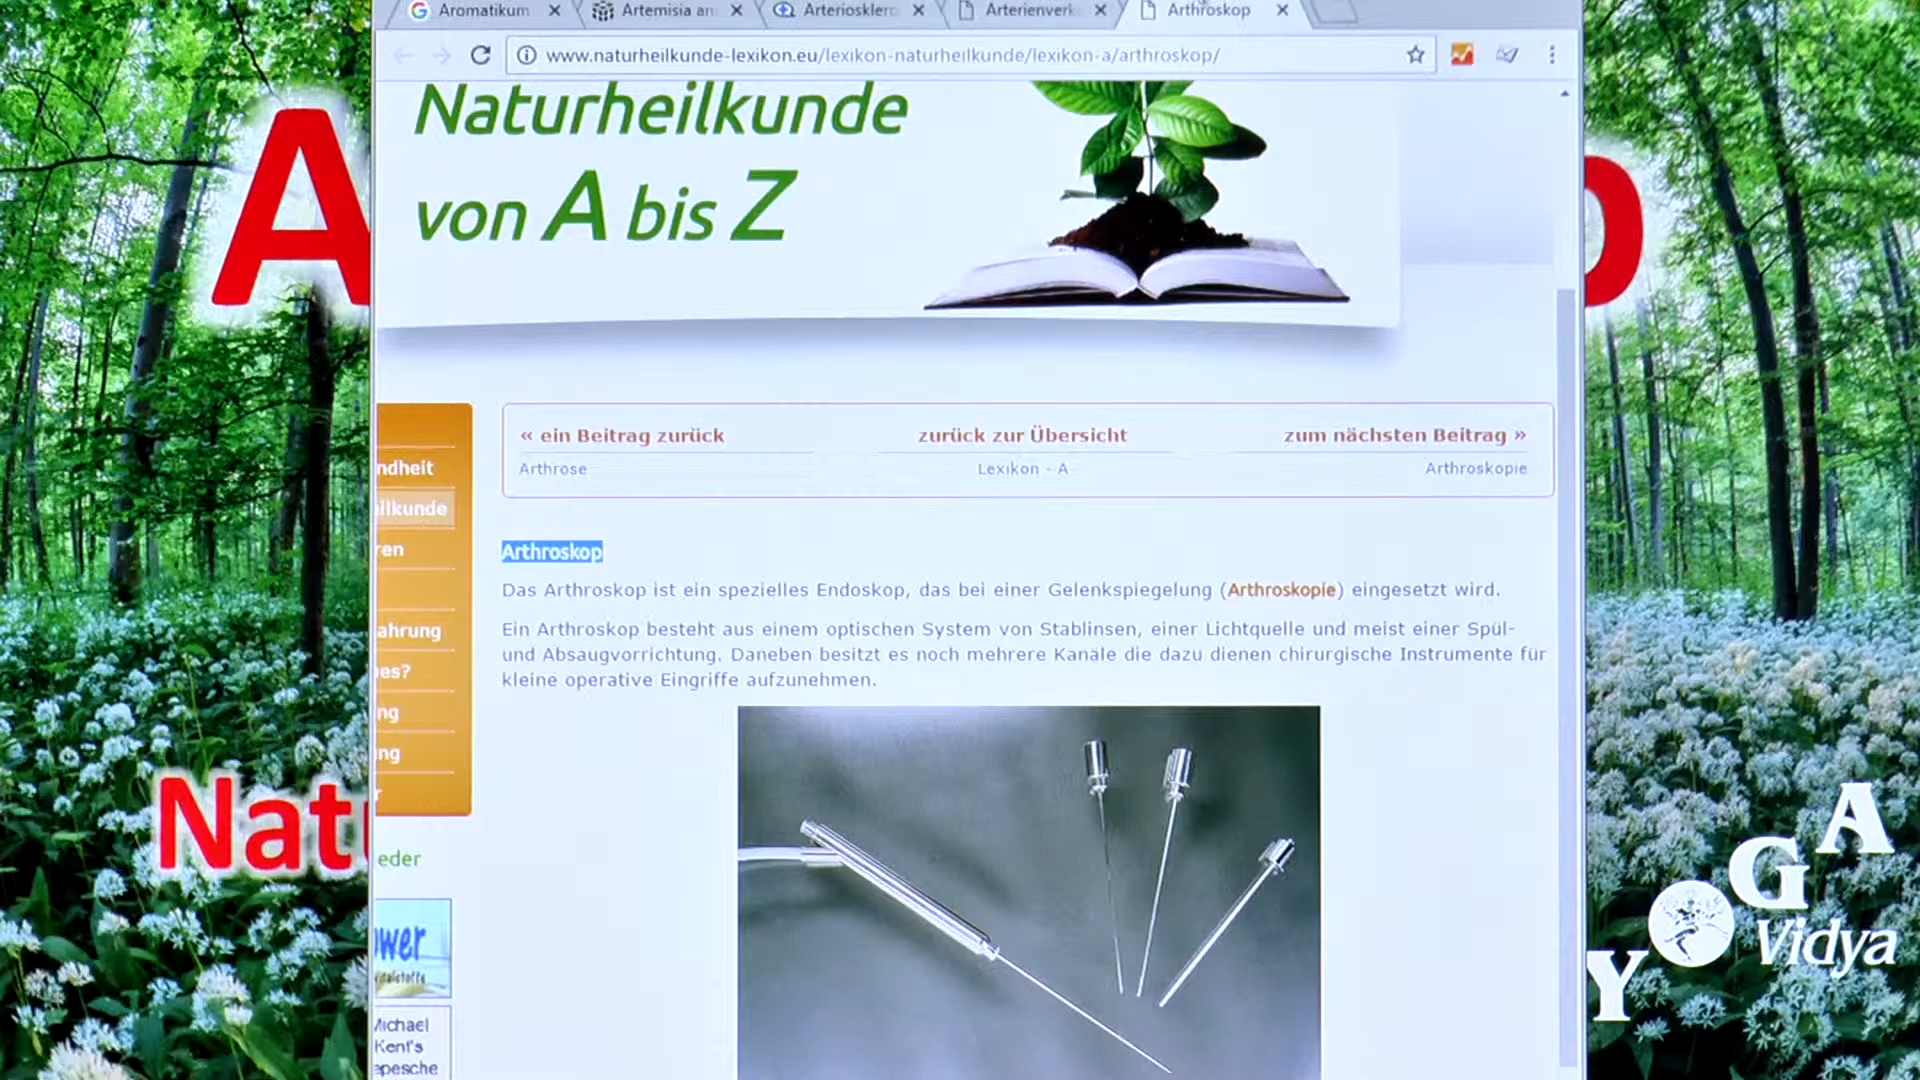 Aromatikum
Artemisia an
Arterioskler
Arterienverk
Arthroskop
www.naturheilkunde-lexikon.eu/lexikon-naturheilkunde/lexikon-a/arthroskop/
Naturheilkunde
von A bis Z
A
« ein Beitrag zurück
zurück zur Übersicht
zum nächsten Beitrag »
Arthrose
Lexikon - A
Arthroskopie
ndheit
ilkunde
ren
ahrung
es?
ng
ng
r
Arthroskop
Das Arthroskop ist ein spezielles Endoskop, das bei einer Gelenkspiegelung (Arthroskopie) eingesetzt wird.
Ein Arthroskop besteht aus einem optischen System von Stablinsen, einer Lichtquelle und meist einer Spül-
und Absaugvorrichtung. Daneben besitzt es noch mehrere Kanäle die dazu dienen chirurgische Instrumente für
kleine operative Eingriffe aufzunehmen.
Nat
eder
wer
Michael
Kent's
epesche
YOGA
Vidya